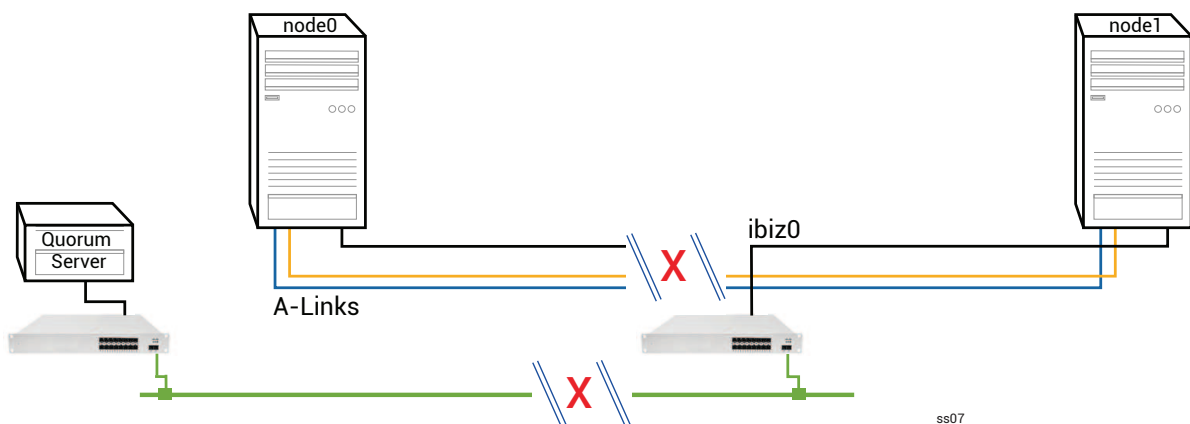 node0
node1
Quorum
Server
ibiz0
X
A-Links
X
ss07